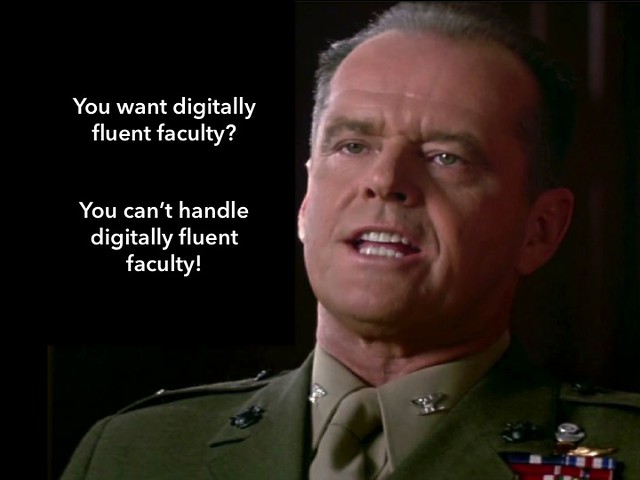 You want digitally
fluent faculty?
You can’t handle
digitally fluent
faculty!